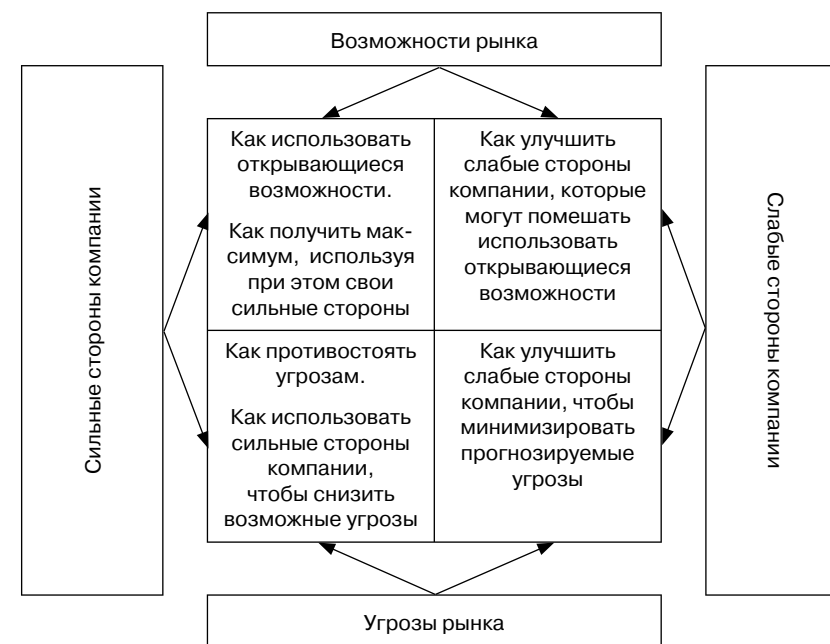 Возможности рынка
Сильные стороны компании
Как использовать
открывающиеся
возможности.
Как получить мак-
симум, используя
при этом свои
сильные стороны
Как улучшить
слабые стороны
компании, которые
могут помешать
использовать
открывающиеся
возможности
Как противостоять
угрозам.
Как использовать
сильные стороны
компании,
чтобы снизить
возможные угрозы
Как улучшить
слабые стороны
компании, чтобы
минимизировать
прогнозируемые
угрозы
Слабые стороны компании
Угрозы рынка